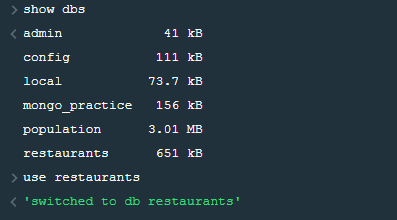 > show dbs
< admin 41 kB
config 111 kB
local 73.7 kB
mongo_practice 156 kB
population 3.01 MB
restaurants 651 kB
> use restaurants
< 'switched to db restaurants'